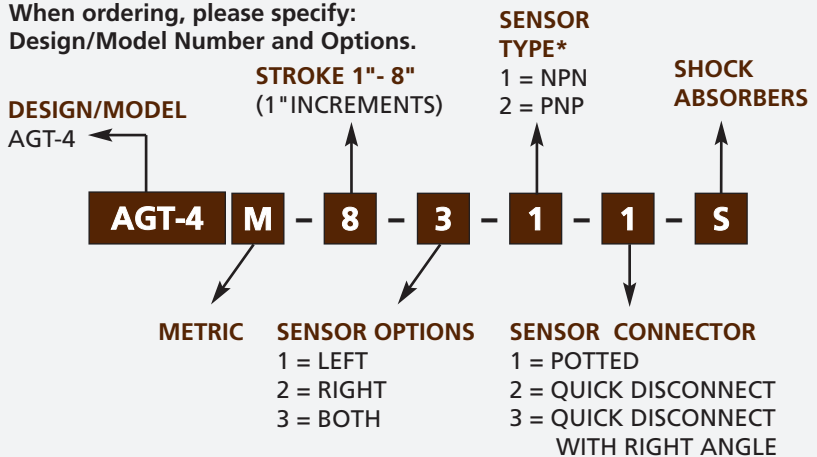 When ordering, please specify:
Design/Model Number and Options.
SENSOR
TYPE*
1 = NPN
2 = PNP
STROKE 1"- 8"
(1"INCREMENTS)
SHOCK
ABSORBERS
DESIGN/MODEL
AGT-4
AGT-4 M – 8 – 3 – 1 – 1 – S
METRIC
SENSOR OPTIONS
1 = LEFT
2 = RIGHT
3 = BOTH
SENSOR CONNECTOR
1 = POTTED
2 = QUICK DISCONNECT
3 = QUICK DISCONNECT
WITH RIGHT ANGLE